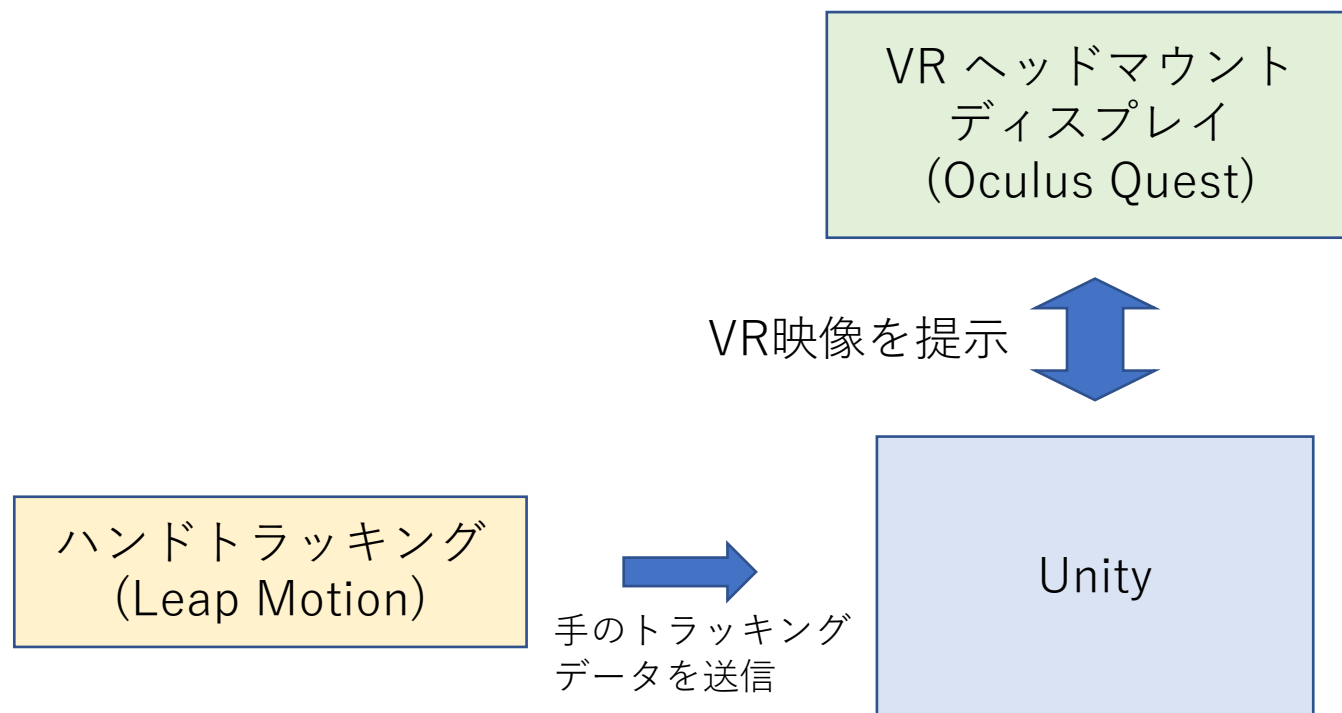 VR ヘッドマウント
ディスプレイ
(Oculus Quest)
VR映像を提示
ハンドトラッキング
(Leap Motion)
手のトラッキング
データを送信
Unity